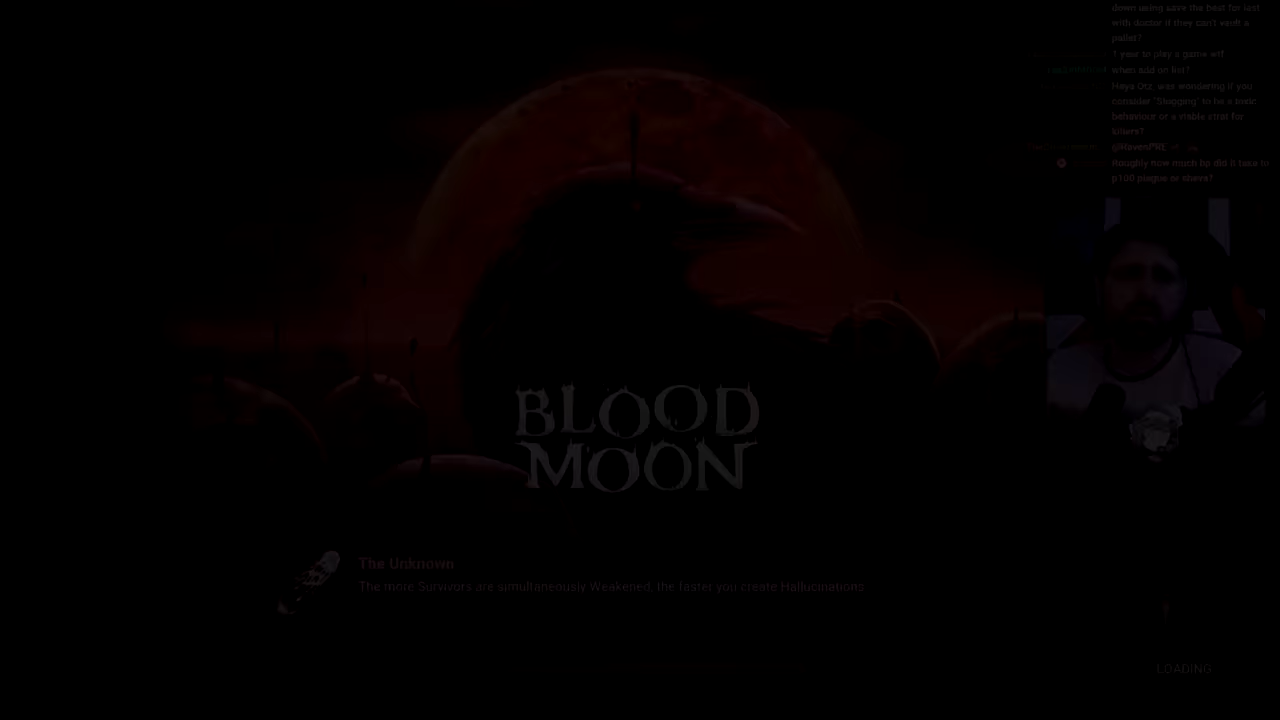 down using save the best for last
with doctor if they can't vault a
pallet?
1 year to play a game wtf
when add on list?
Heya Otz, was wondering if you
consider "Slugging" to be a toxic
behaviour or a viable strat for
killers?
@RavenPRE
Roughly how much bp did it take to
p100 plague or
BLOOD
MOON
The Unknown
The more Survivors are simultaneously Weakened, the faster you create Hallucinations.
LOADING